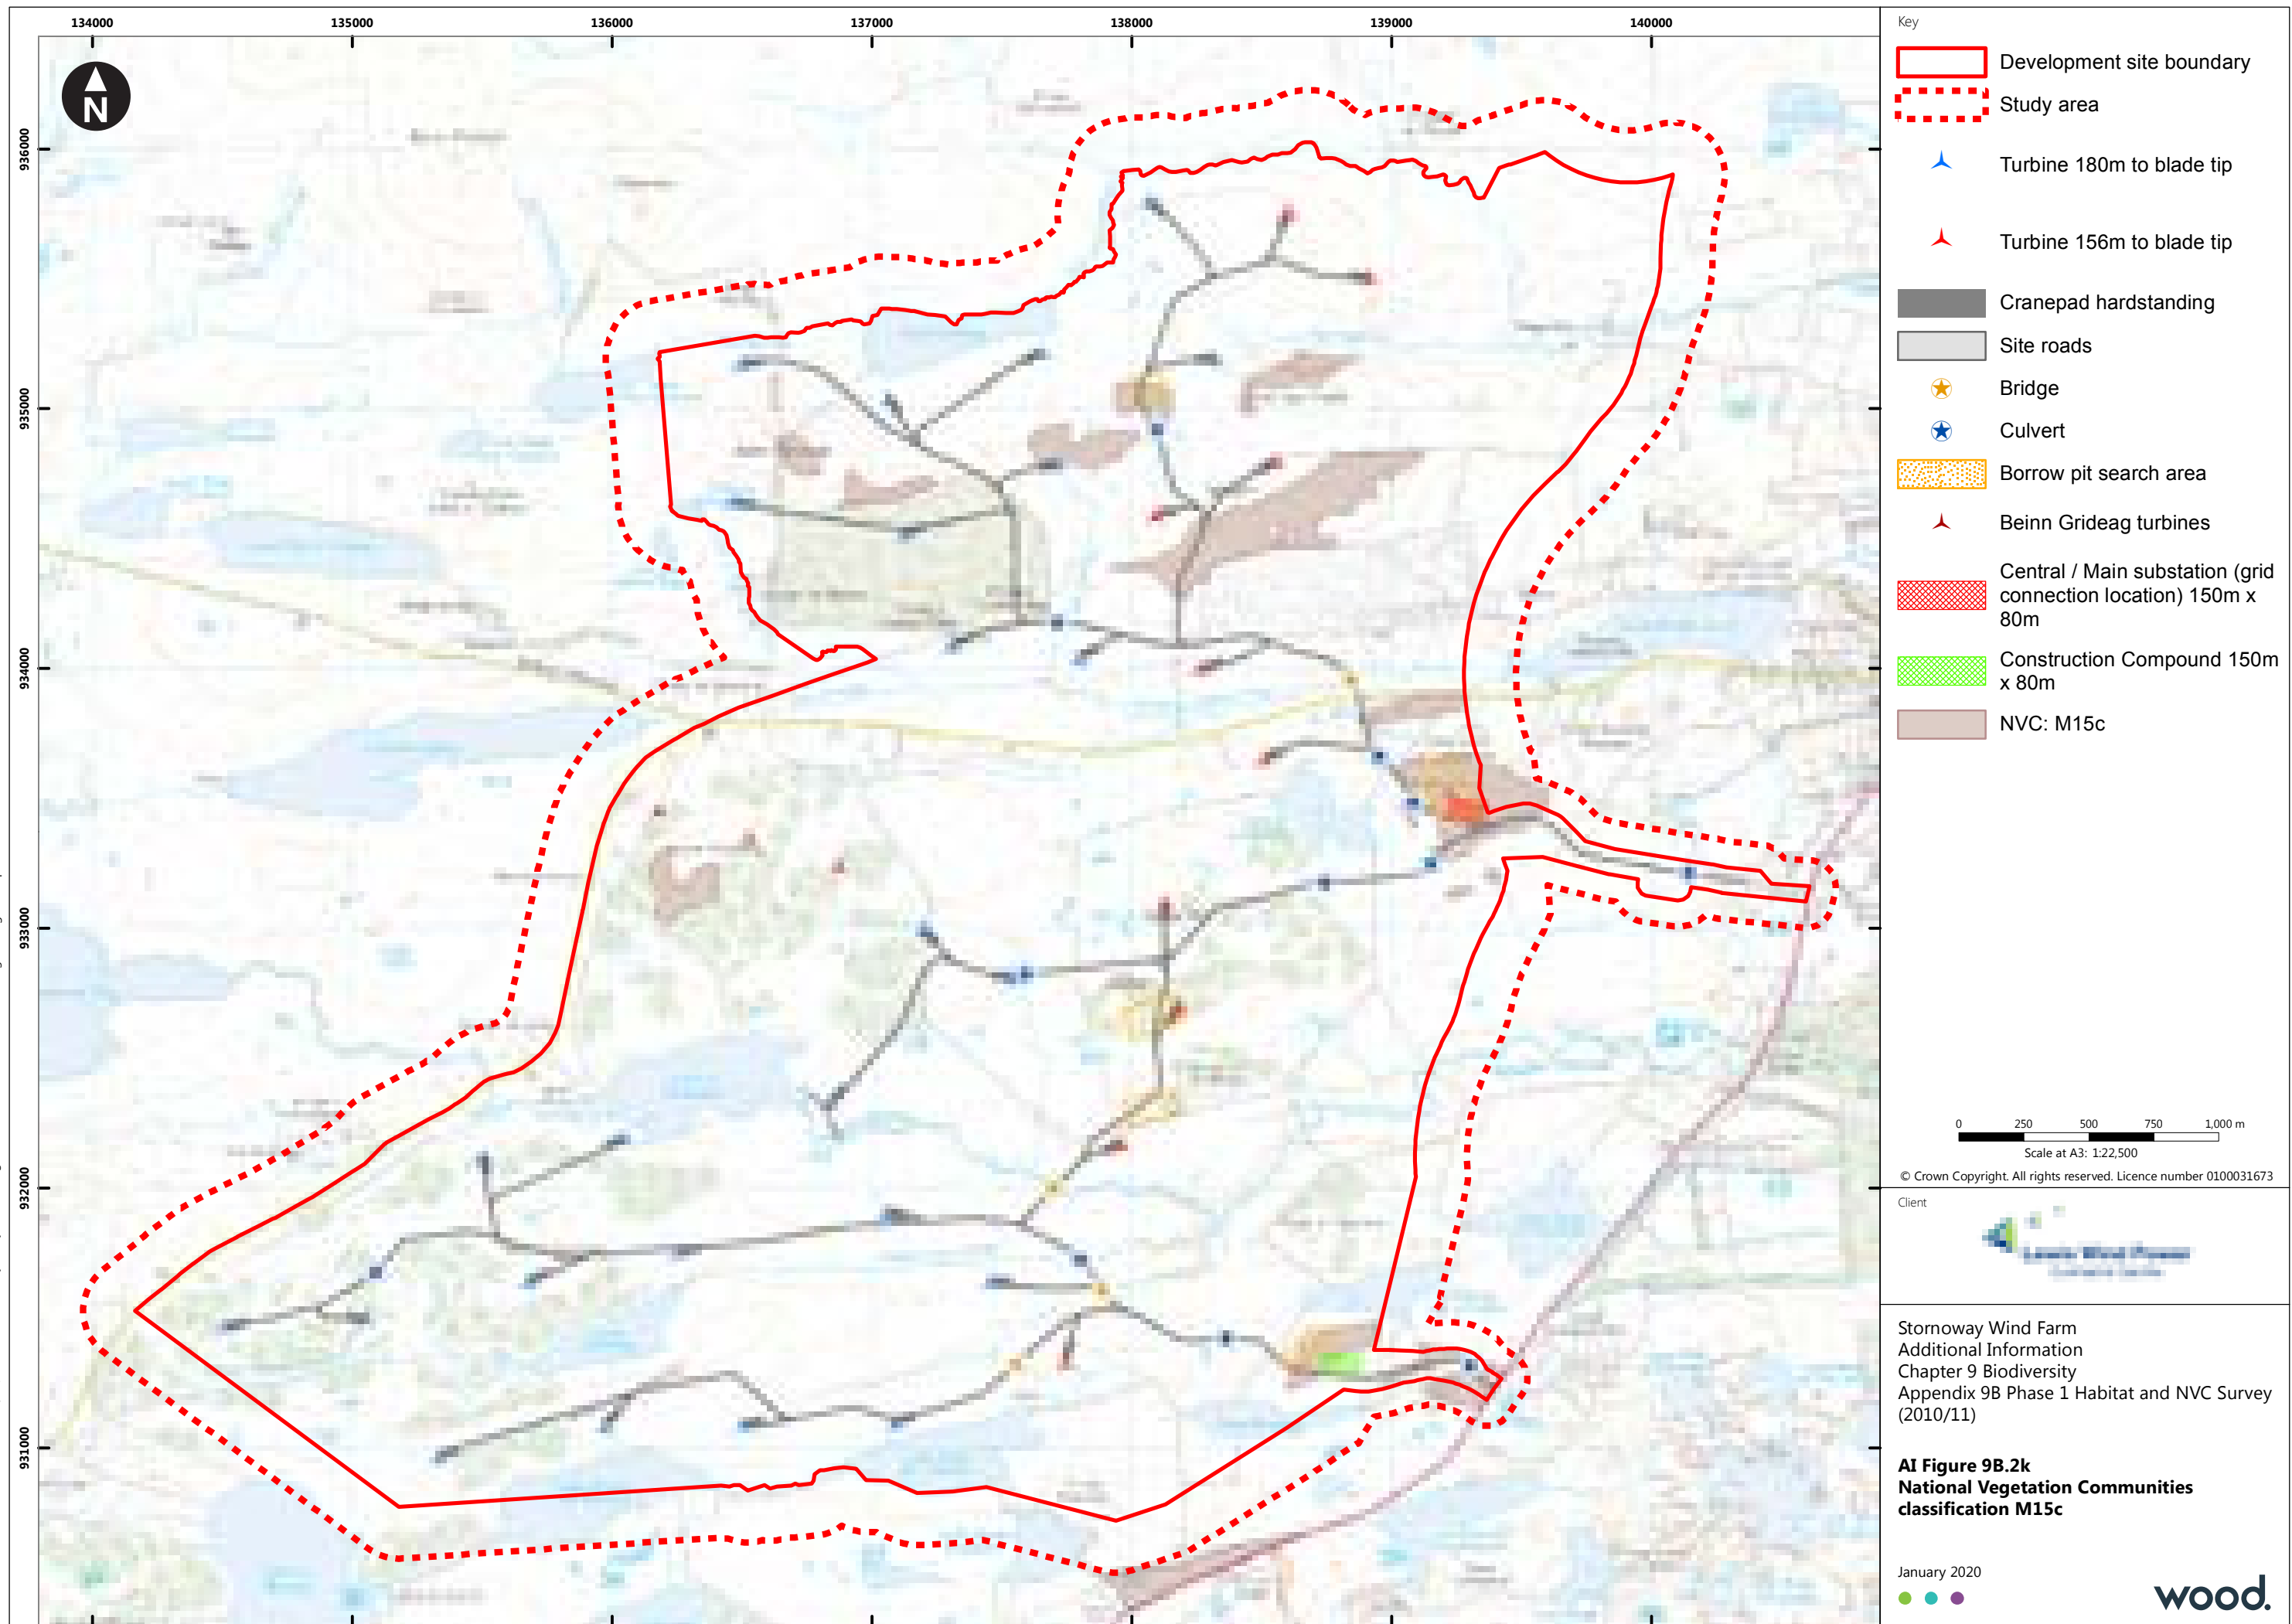 134000
135000
136000
137000
138000
139000
140000
936000
935000
934000
933000
932000
931000
N
Key
Development site boundary
Study area
Turbine 180m to blade tip
Turbine 156m to blade tip
Cranepad hardstanding
Site roads
Bridge
Culvert
Borrow pit search area
Beinn Grideag turbines
Central / Main substation (grid
connection location) 150m x
80m
Construction Compound 150m
x 80m
NVC: M15c
0 250 500 750 1,000 m
Scale at A3: 1:22,500
© Crown Copyright. All rights reserved. Licence number 0100031673
Client
Lewis Wind Power
Stornoway Wind Farm
Additional Information
Chapter 9 Biodiversity
Appendix 9B Phase 1 Habitat and NVC Survey
(2010/11)
AI Figure 9B.2k
National Vegetation Communities
classification M15c
January 2020
wood.